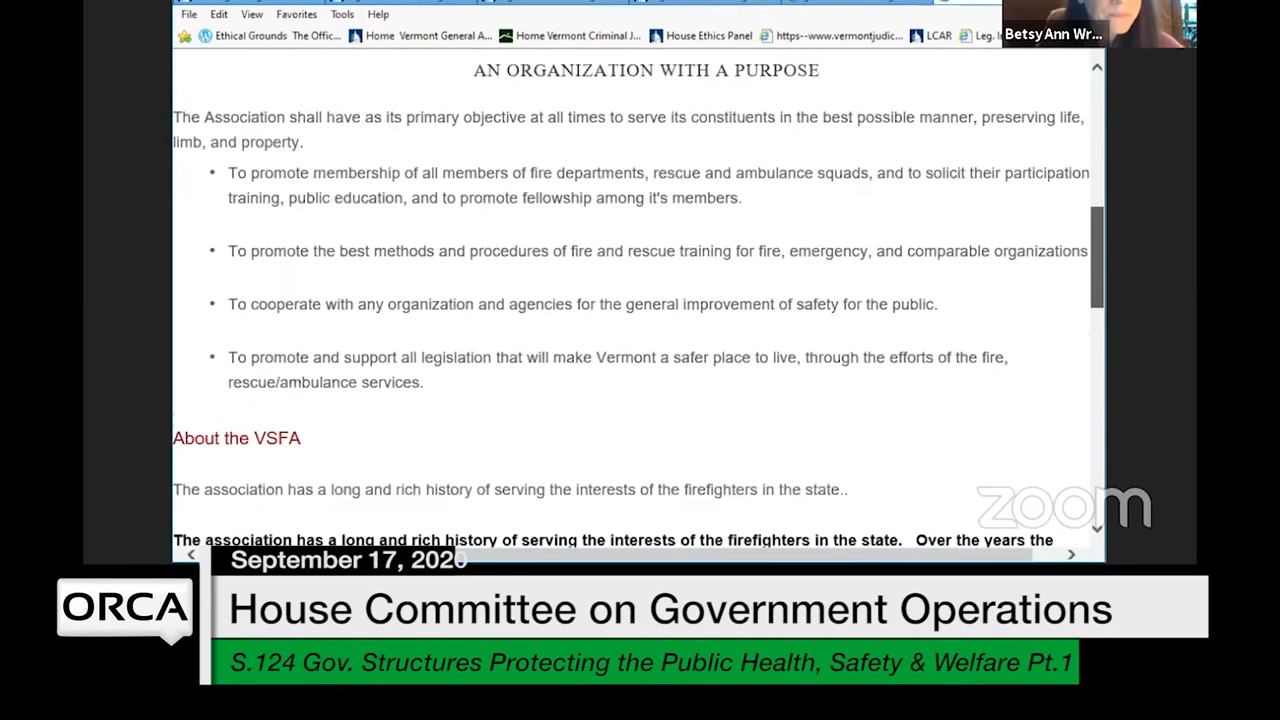 File Edit View Favorites Tools Help
Ethical Grounds The Offic... Home Vermont General A... Home Vermont Criminal J... House Ethics Panel https--www.vermontjudic... LCAR Leg. I
BetsyAnn Wr...
AN ORGANIZATION WITH A PURPOSE
The Association shall have as its primary objective at all times to serve its constituents in the best possible manner, preserving life,
limb, and property.
• To promote membership of all members of fire departments, rescue and ambulance squads, and to solicit their participation
training, public education, and to promote fellowship among it's members.
• To promote the best methods and procedures of fire and rescue training for fire, emergency, and comparable organizations
• To cooperate with any organization and agencies for the general improvement of safety for the public.
• To promote and support all legislation that will make Vermont a safer place to live, through the efforts of the fire,
rescue/ambulance services.
About the VSFA
The association has a long and rich history of serving the interests of the firefighters in the state..
zoom
The association has a long and rich history of serving the interests of the firefighters in the state. Over the years the
September 17, 2020
ORCA
House Committee on Government Operations
S.124 Gov. Structures Protecting the Public Health, Safety & Welfare Pt.1